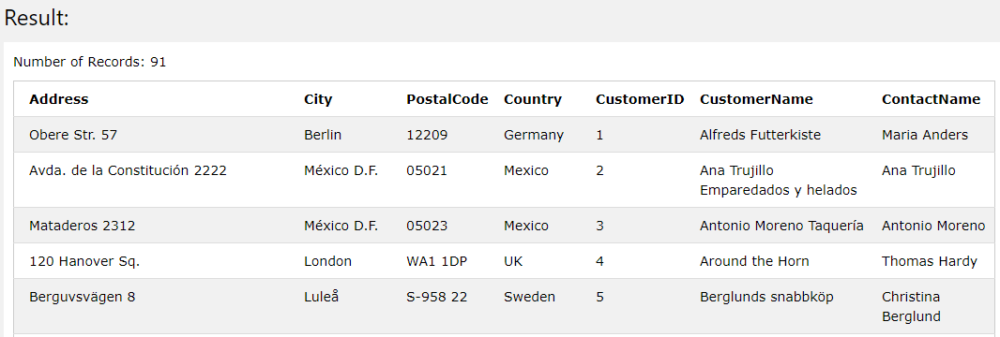 Result:
Number of Records: 91
Address City PostalCode Country CustomerID CustomerName ContactName
Obere Str. 57 Berlin 12209 Germany 1 Alfreds Futterkiste Maria Anders
Avda. de la Constitución 2222 México D.F. 05021 Mexico 2 Ana Trujillo Ana Trujillo
Emparedados y helados
Mataderos 2312 México D.F. 05023 Mexico 3 Antonio Moreno Taquería Antonio Moreno
120 Hanover Sq. London WA1 1DP UK 4 Around the Horn Thomas Hardy
Berguvsvägen 8 Luleå S-958 22 Sweden 5 Berglunds snabbköp Christina
Berglund